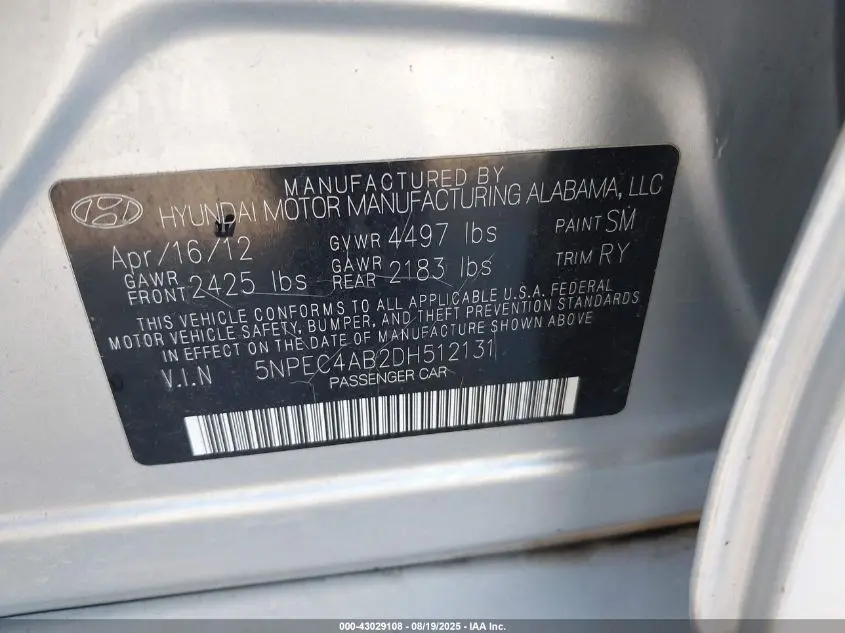 MANUFACTURED BY
HYUNDAI MOTOR MANUFACTURING ALABAMA, LLC
Apr/16/12 GVWR 4497 lbs PAINT SM
GAWR FRONT 2425 lbs GAWR REAR 2183 lbs TRIM RY
THIS VEHICLE CONFORMS TO ALL APPLICABLE U.S.A. FEDERAL
MOTOR VEHICLE SAFETY, BUMPER, AND THEFT PREVENTION STANDARDS
IN EFFECT ON THE DATE OF MANUFACTURE SHOWN ABOVE
V.I.N 5NPEC4AB2DH512131
PASSENGER CAR
000-43029108 - 08/19/2025 - IAA Inc.